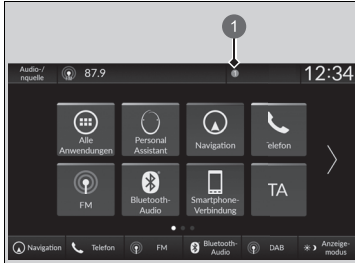 1
Audio-/
nquelle
87.9
12:34
Alle
Anwendungen
Personal
Assistant
Navigation
elefon
FM
Bluetooth-
Audio
Smartphone-
Verbindung
TA
Navigation
Telefon
FM
Bluetooth-
Audio
DAB
Anzeige-
modus